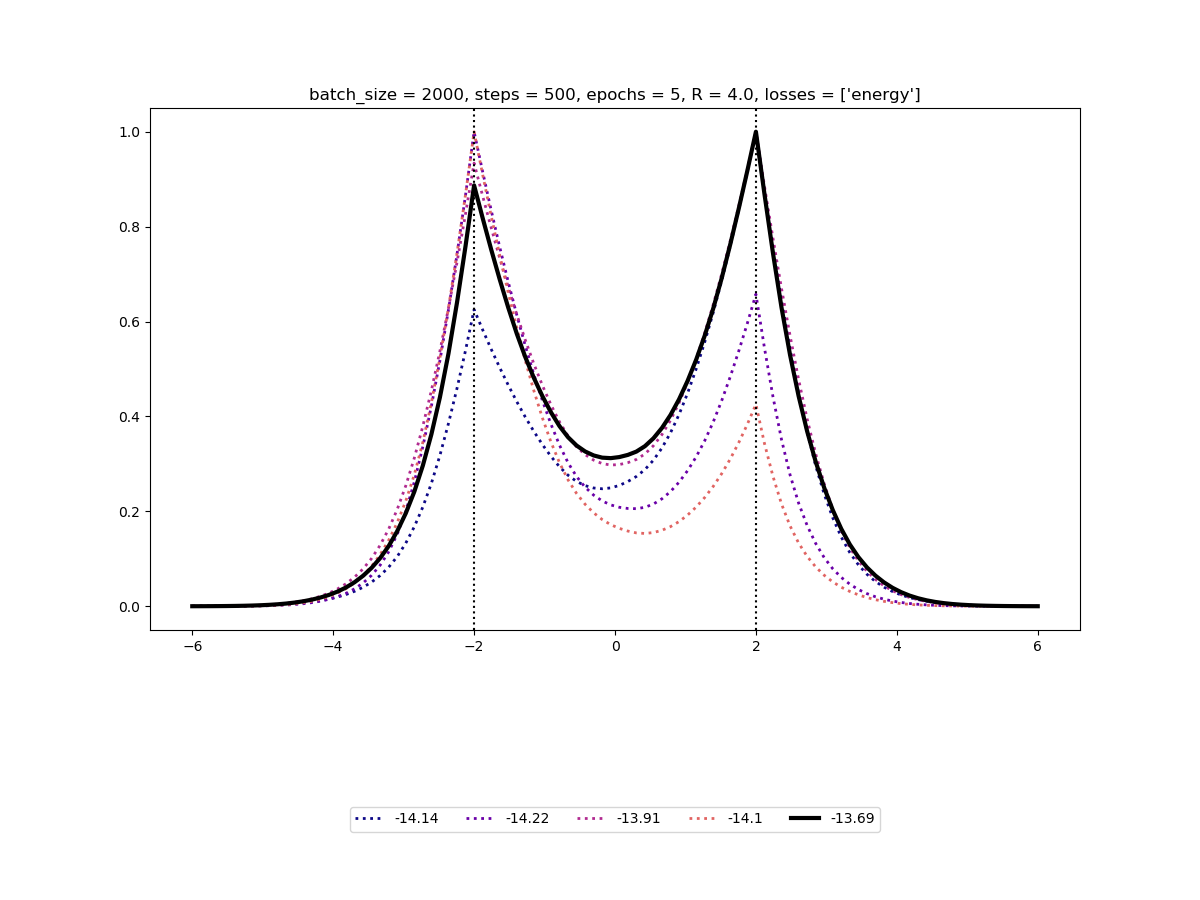 batch_size = 2000, steps = 500, epochs = 5, R = 4.0, losses = ['energy']
1.0
0.8
0.6
0.4
0.2
0.0
−6 −4 −2 0 2 4 6
-14.14 -14.22 -13.91 -14.1 -13.69